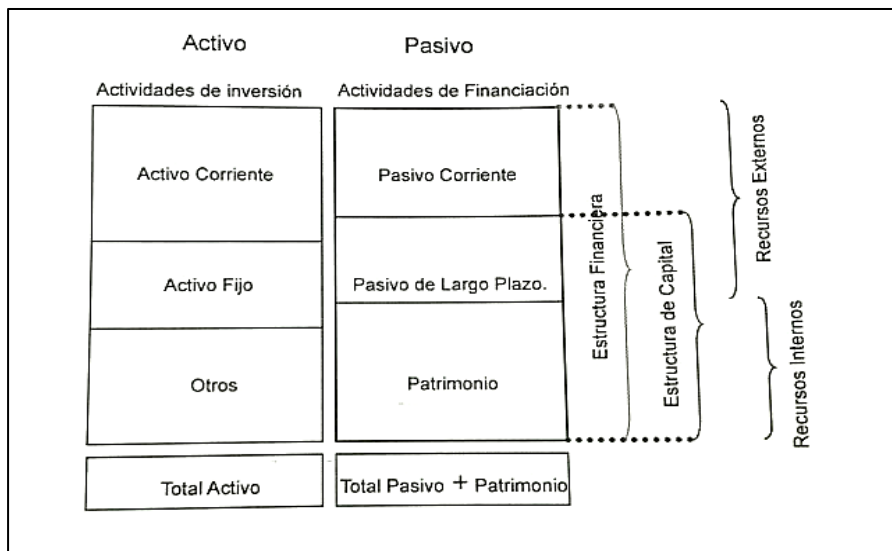 Activo
Pasivo
Actividades de inversión
Actividades de Financiación
Activo Corriente
Pasivo Corriente
Activo Fijo
Pasivo de Largo Plazo.
Otros
Patrimonio
Total Activo
Total Pasivo + Patrimonio
Estructura Financiera
Estructura de Capital
Recursos Externos
Recursos Internos